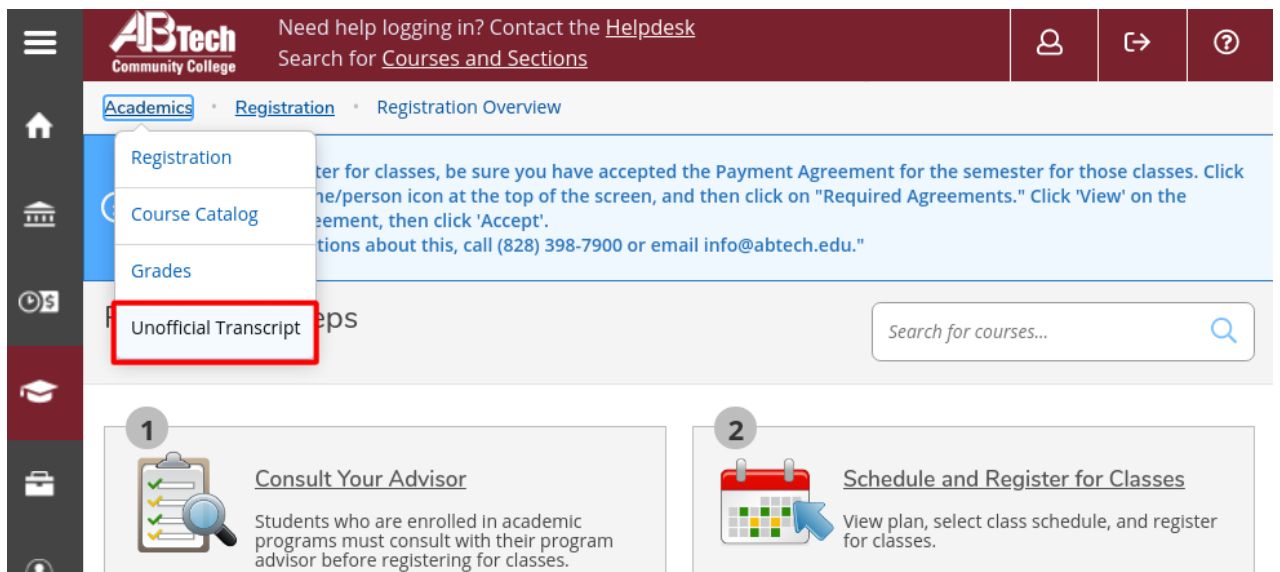 ABTech
Community College
Need help logging in? Contact the Helpdesk
Search for Courses and Sections
Academics · Registration · Registration Overview
Registration
Course Catalog
Grades
Unofficial Transcript
ter for classes, be sure you have accepted the Payment Agreement for the semester for those classes. Click
ne/person icon at the top of the screen, and then click on "Required Agreements." Click 'View' on the
eement, then click 'Accept'.
tions about this, call (828) 398-7900 or email info@abtech.edu."
eps
Search for courses...
1
Consult Your Advisor
Students who are enrolled in academic
programs must consult with their program
advisor before registering for classes.
2
Schedule and Register for Classes
View plan, select class schedule, and register
for classes.